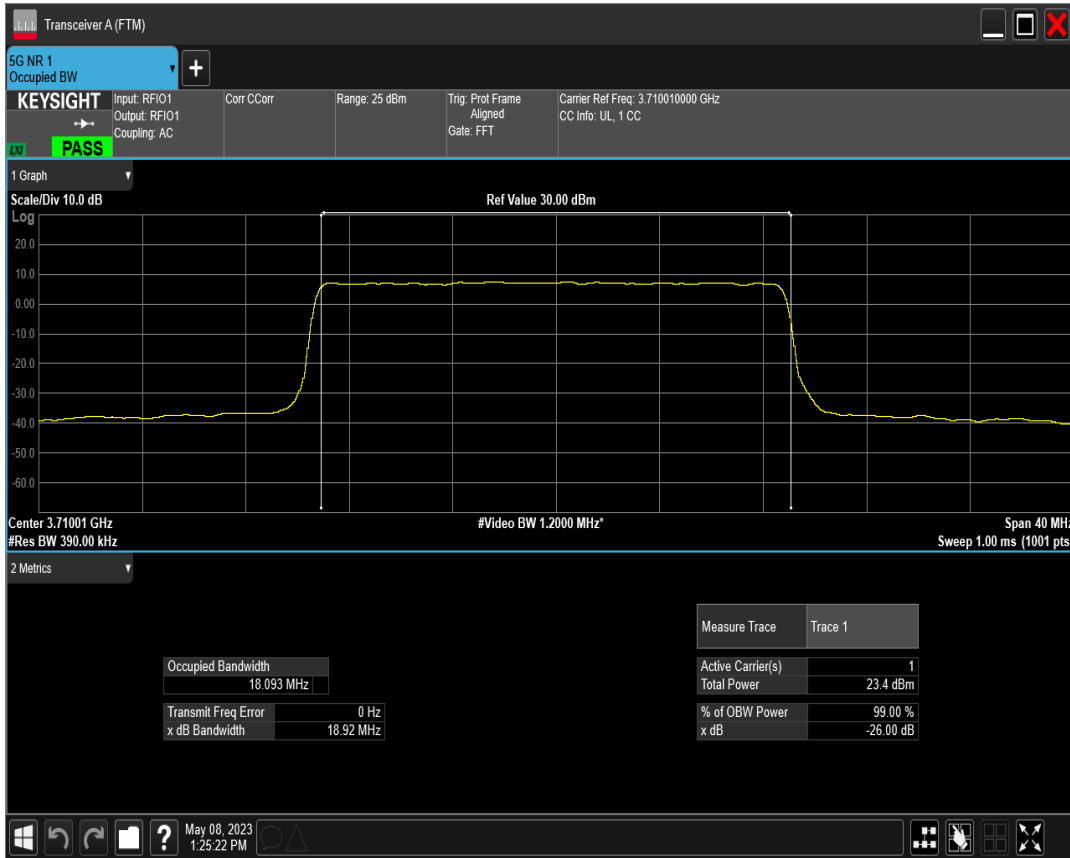 Transceiver A (FTM)
5G NR 1
Occupied BW
+
KEYSIGHT
LXI
PASS
Input: RFIO1
Output: RFIO1
Coupling: AC
Corr CCorr
Range: 25 dBm
Trig: Prot Frame
Aligned
Gate: FFT
Carrier Ref Freq: 3.710010000 GHz
CC Info: UL, 1 CC
1 Graph
Scale/Div 10.0 dB
Ref Value 30.00 dBm
Log
20.0
10.0
0.00
-10.0
-20.0
-30.0
-40.0
-50.0
-60.0
Center 3.71001 GHz
#Video BW 1.2000 MHz*
Span 40 MHz
#Res BW 390.00 kHz
Sweep 1.00 ms (1001 pts
2 Metrics
Measure Trace Trace 1
Occupied Bandwidth
18.093 MHz
Active Carrier(s) 1
Total Power 23.4 dBm
Transmit Freq Error 0 Hz
x dB Bandwidth 18.92 MHz
% of OBW Power 99.00 %
x dB -26.00 dB
?
May 08, 2023
1:25:22 PM